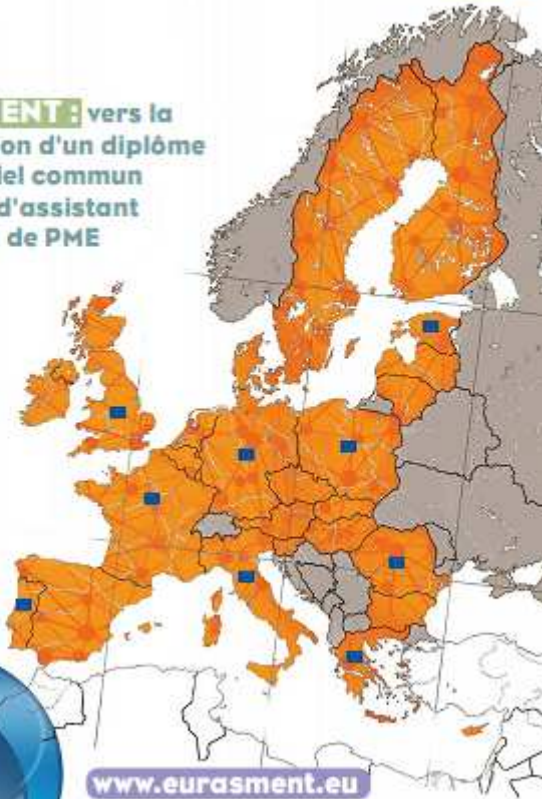 ENT : vers la
on d'un diplôme
iel commun
d'assistant
de PME
www.eurasment.eu